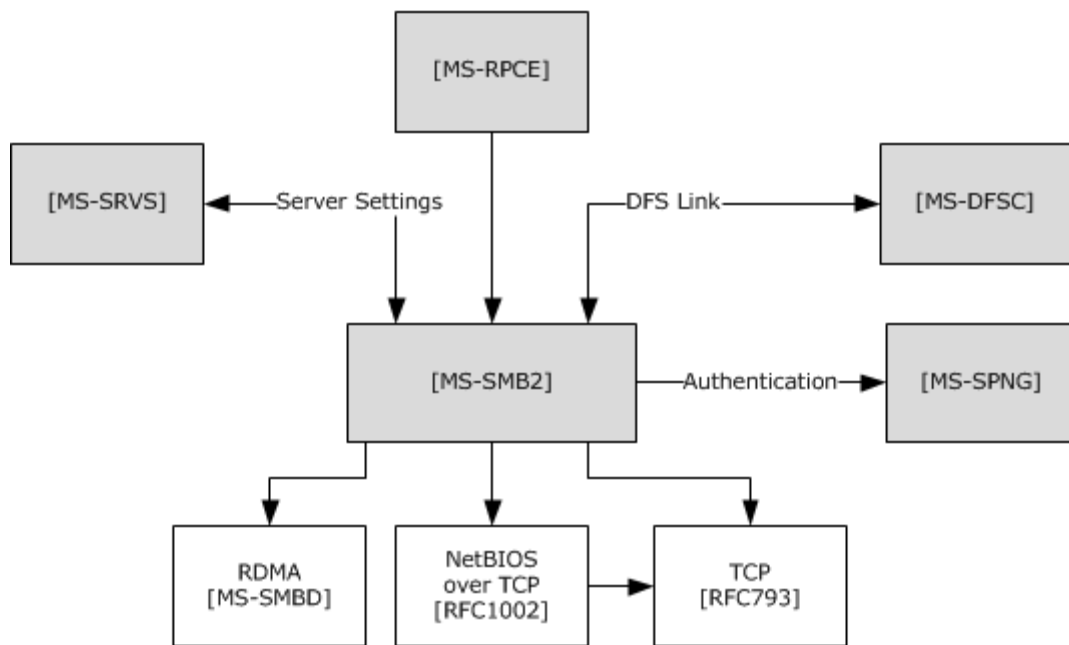 [MS-RPCE]
[MS-SRVS]
Server Settings
DFS Link
[MS-DFSC]
[MS-SMB2]
Authentication
[MS-SPNG]
RDMA
[MS-SMBD]
NetBIOS
over TCP
[RFC1002]
TCP
[RFC793]